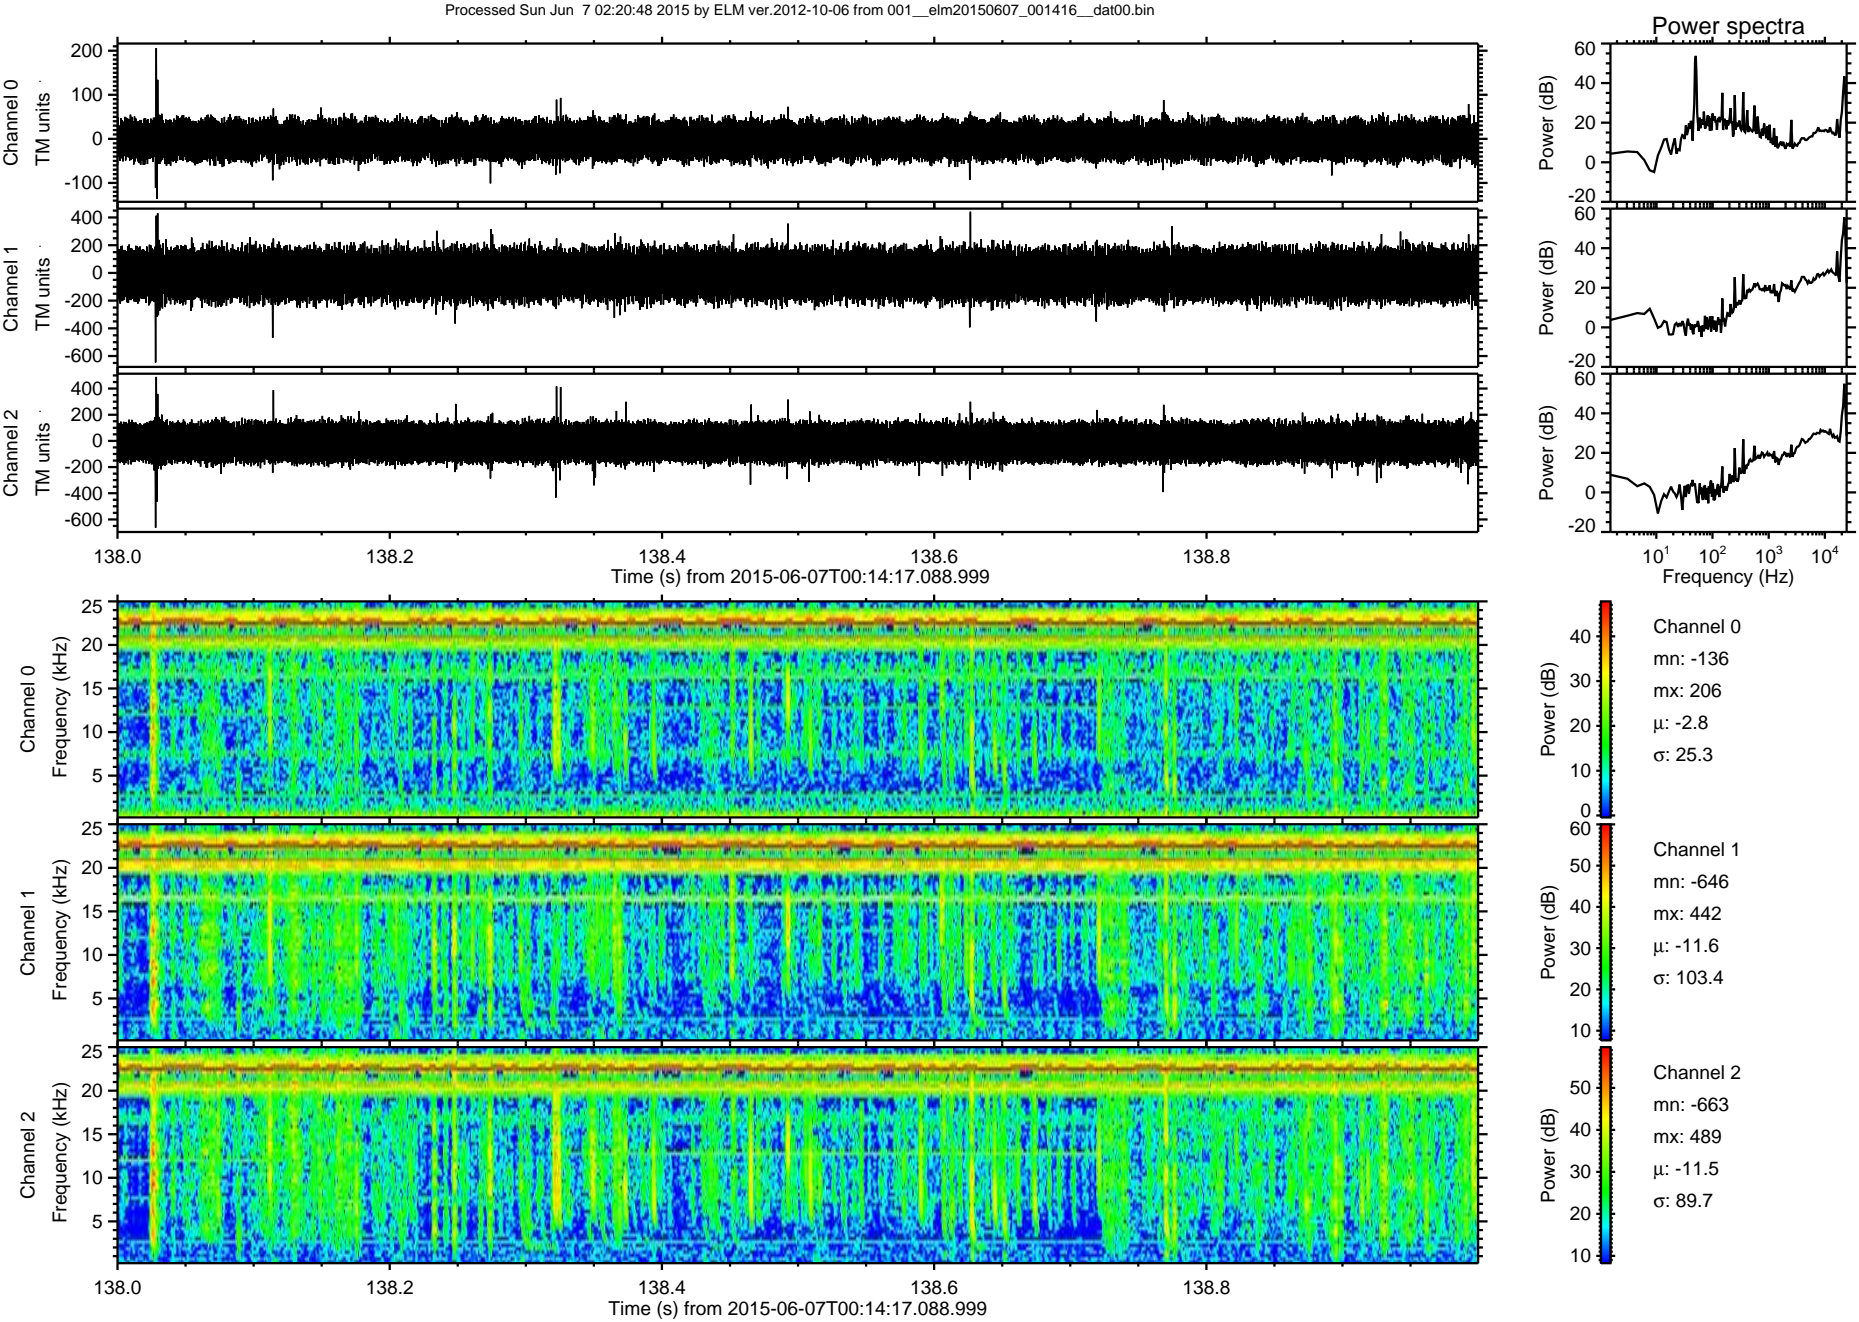 Processed Sun Jun  7 02:20:48 2015 by ELM ver.2012-10-06 from 001__elm20150607_001416__dat00.bin
Power spectra
Channel 0
TM units
200
100
0
-100
Power (dB)
60
40
20
0
-20
Channel 1
TM units
400
200
0
-200
-400
-600
Power (dB)
60
40
20
0
-20
Channel 2
TM units
400
200
0
-200
-400
-600
Power (dB)
60
40
20
0
-20
138.0 138.2 138.4 138.6 138.8
Time (s) from 2015-06-07T00:14:17.088.999
10¹ 10² 10³ 10⁴
Frequency (Hz)
Channel 0
Frequency (kHz)
25
20
15
10
5
Power (dB)
40
30
20
10
0
Channel 0
mn: -136
mx: 206
μ: -2.8
σ: 25.3
Channel 1
Frequency (kHz)
25
20
15
10
5
Power (dB)
60
50
40
30
20
10
Channel 1
mn: -646
mx: 442
μ: -11.6
σ: 103.4
Channel 2
Frequency (kHz)
25
20
15
10
5
Power (dB)
50
40
30
20
10
Channel 2
mn: -663
mx: 489
μ: -11.5
σ: 89.7
138.0 138.2 138.4 138.6 138.8
Time (s) from 2015-06-07T00:14:17.088.999